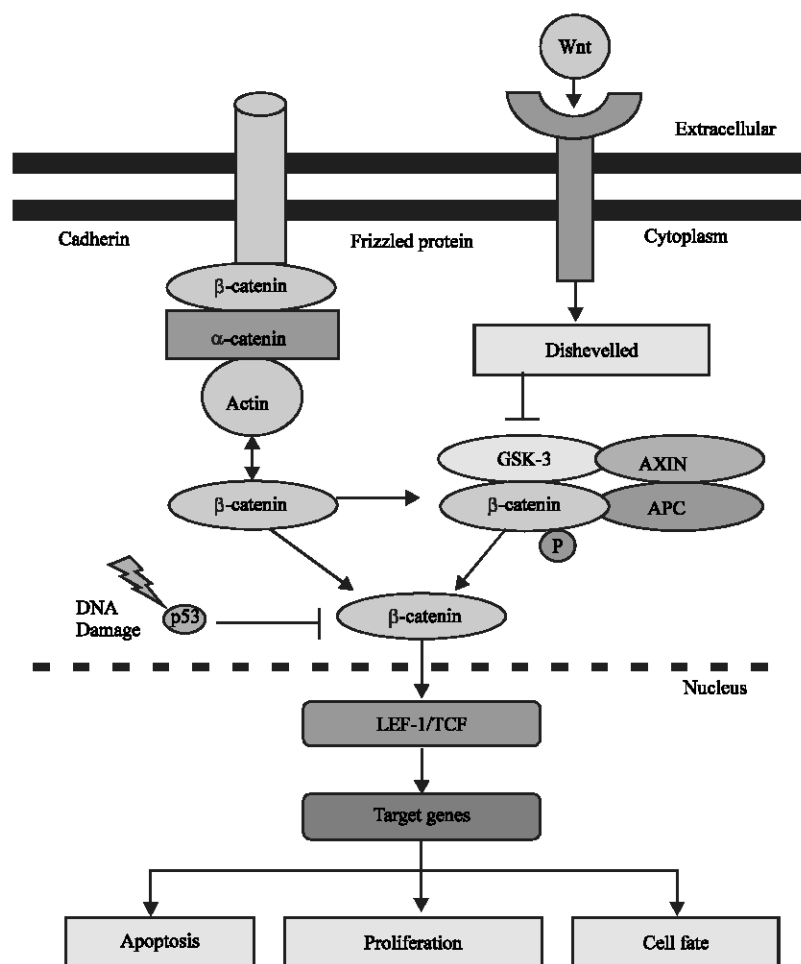 Wnt
Extracellular
Cadherin
Frizzled protein
Cytoplasm
β-catenin
α-catenin
Dishevelled
Actin
GSK-3
AXIN
β-catenin
β-catenin
APC
P
DNA
Damage
p53
β-catenin
Nucleus
LEF-1/TCF
Target genes
Apoptosis
Proliferation
Cell fate